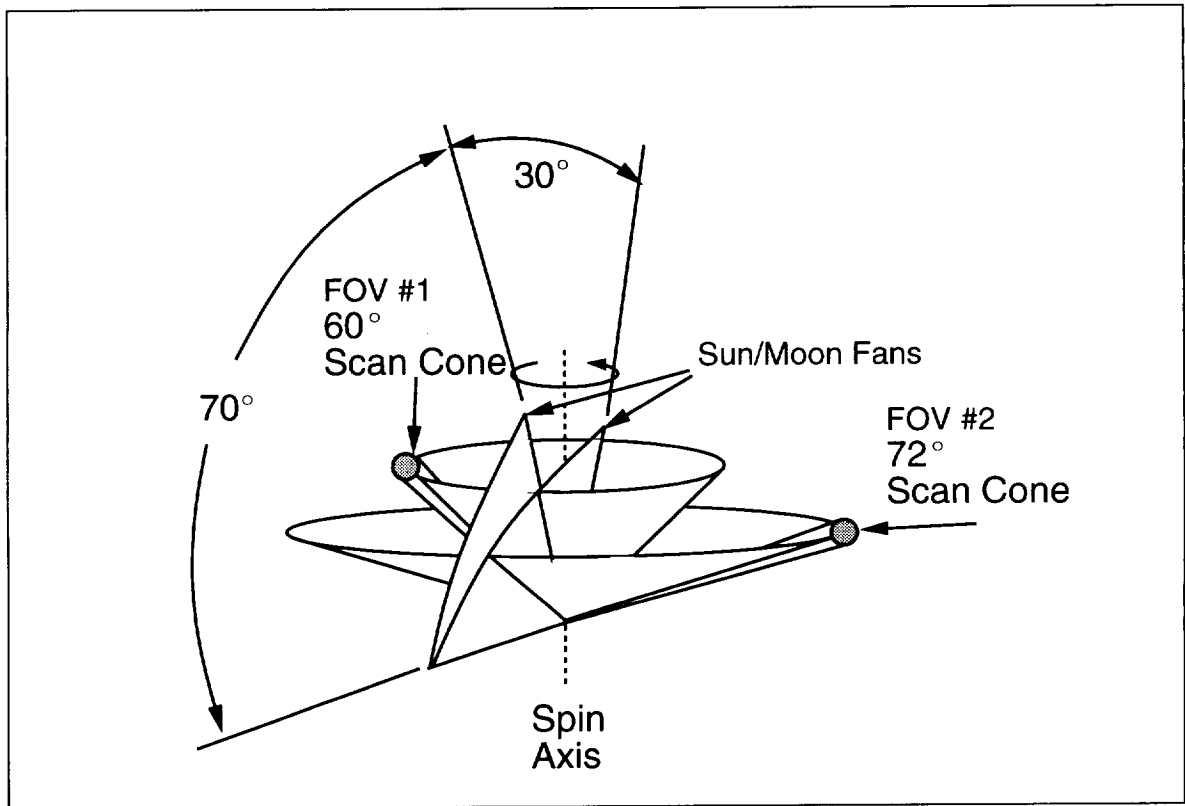 30°
FOV #1
60°
Scan Cone
Sun/Moon Fans
70°
FOV #2
72°
Scan Cone
Spin
Axis